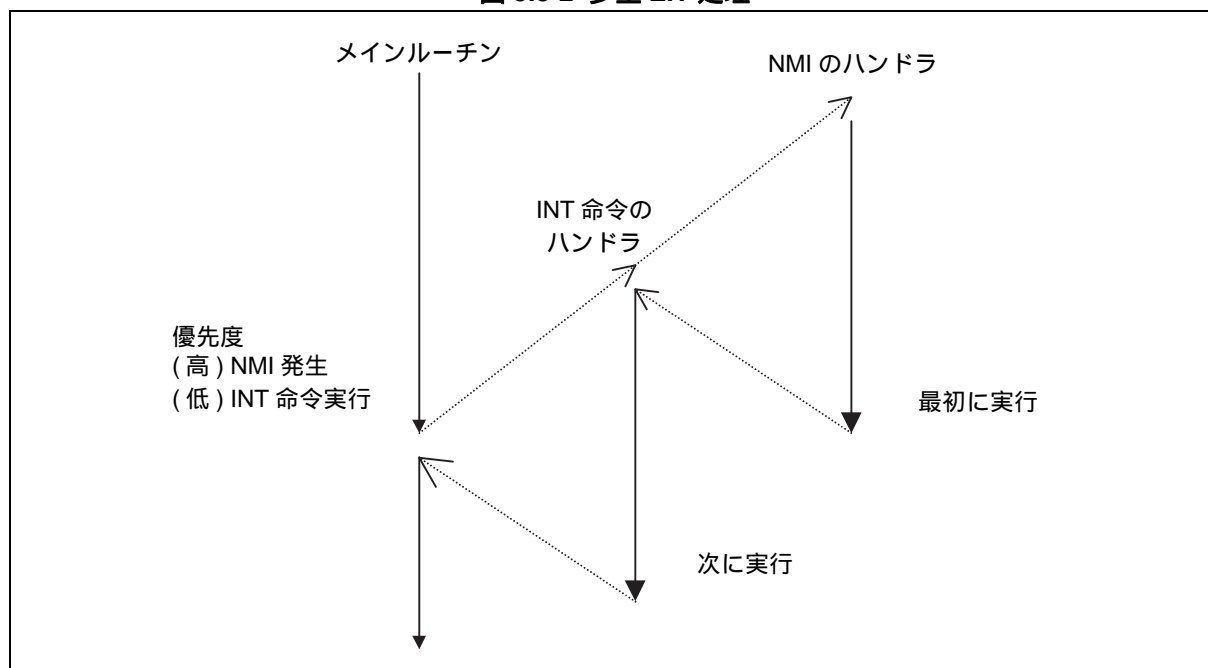 メインルーチン
NMI のハンドラ
INT 命令の
ハンドラ
優先度
( 高 ) NMI 発生
( 低 ) INT 命令実行
最初に実行
次に実行